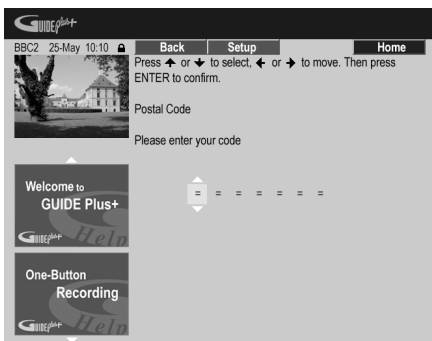 GUIDE Plus+
BBC2 25-May 10:10 Back Setup Home
Press ↑ or ↓ to select, ← or → to move. Then press
ENTER to confirm.
Postal Code
Please enter your code
= = = = = = =
Welcome to
GUIDE Plus+
GUIDE Plus+ Help
One-Button
Recording
GUIDE Plus+ Help